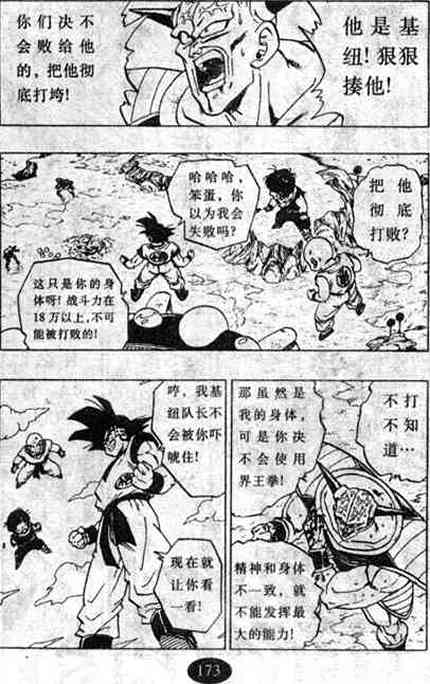 他是基
纽！狠狠
揍他！
你们决不
会败给他
的，把他彻
底打垮！
把他
彻底
打败？
哈哈哈
笨蛋，你
以为我会
失败吗？
这只是你的身
体呀！战斗力在
18万以上，不可
能被打败的！
不打
不知
道…
那虽然是
我的身体，
可是你决
不会使用
界王拳！
精神和身体
不一致，就
不能发挥最
大的能力！
哼，我基
纽队长不
会被你吓
唬住！
现在就
让你看
一看！
173